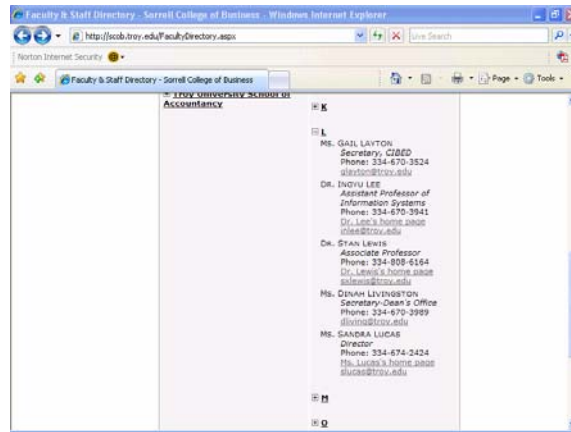 Faculty & Staff Directory - Sorrell College of Business - Windows Internet Explorer
http://scob.troy.edu/FacultyDirectory.aspx
Live Search
Norton Internet Security
Faculty & Staff Directory - Sorrell College of Business
Page
Tools
Troy University School of
Accountancy
K
L
MS. GAIL LAYTON
Secretary, CIBED
Phone: 334-670-3524
glayton@troy.edu
DR. INGYU LEE
Assistant Professor of
Information Systems
Phone: 334-670-3941
Dr. Lee's home page
inlee@troy.edu
DR. STAN LEWIS
Associate Professor
Phone: 334-808-6164
Dr. Lewis's home page
sslewis@troy.edu
MS. DINAH LIVINGSTON
Secretary-Dean's Office
Phone: 334-670-3989
dliving@troy.edu
MS. SANDRA LUCAS
Director
Phone: 334-674-2424
Ms. Lucas's home page
slucas@troy.edu
M
O